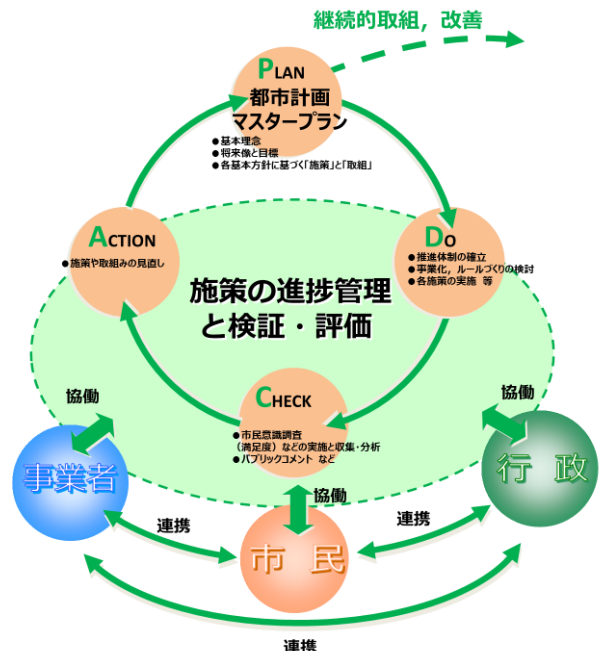 継続的取組，改善
PLAN
都市計画
マスタープラン
●基本理念
●将来像と目標
●各基本方針に基づく「施策」と「取組」
ACTION
●施策や取組みの見直し
DO
●推進体制の確立
●事業化，ルールづくりの検討
●各施策の実施 等
施策の進捗管理
と検証・評価
CHECK
●市民意識調査
（満足度）などの実施と収集・分析
●パブリックコメント など
協働
協働
協働
事業者
行 政
市 民
連携
連携
連携